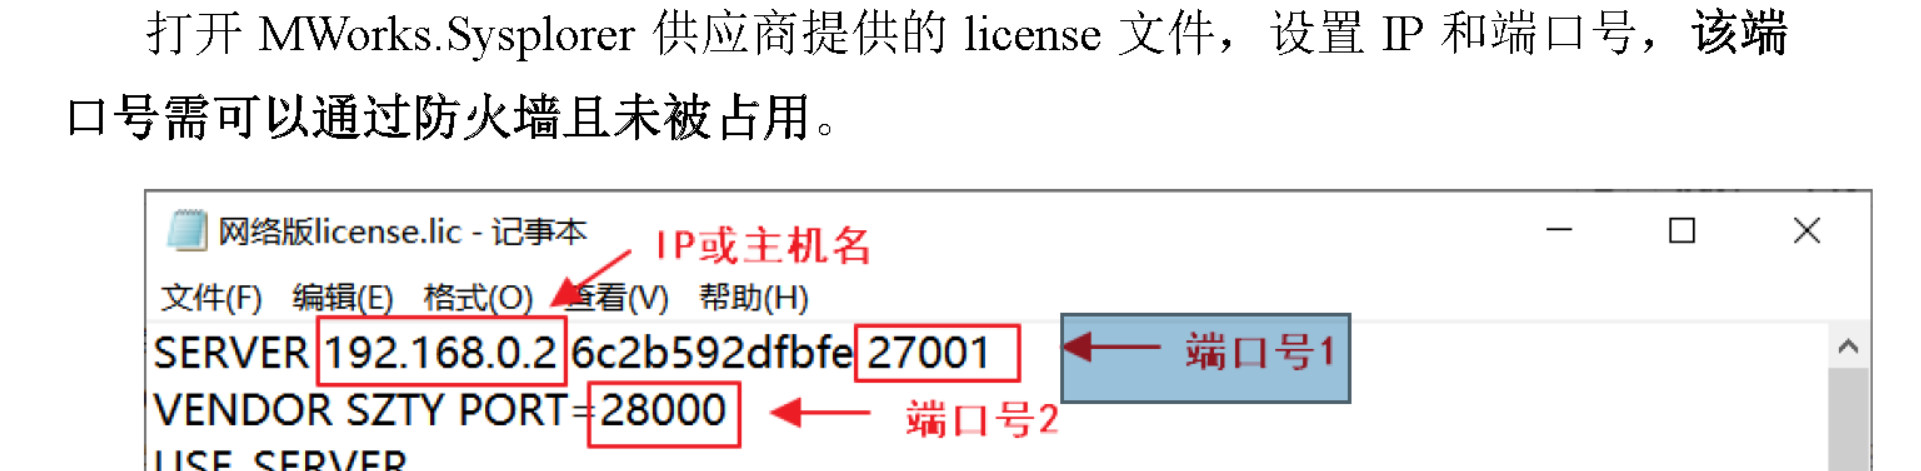 打开 MWorks.Sysplorer 供应商提供的 license 文件，设置 IP 和端口号，该端
口号需可以通过防火墙且未被占用。
网络版license.lic - 记事本
IP或主机名
文件(F) 编辑(E) 格式(O) 查看(V) 帮助(H)
SERVER 192.168.0.2 6c2b592dfbfe 27001 端口号1
VENDOR SZTY PORT=28000 端口号2
USE_SERVER